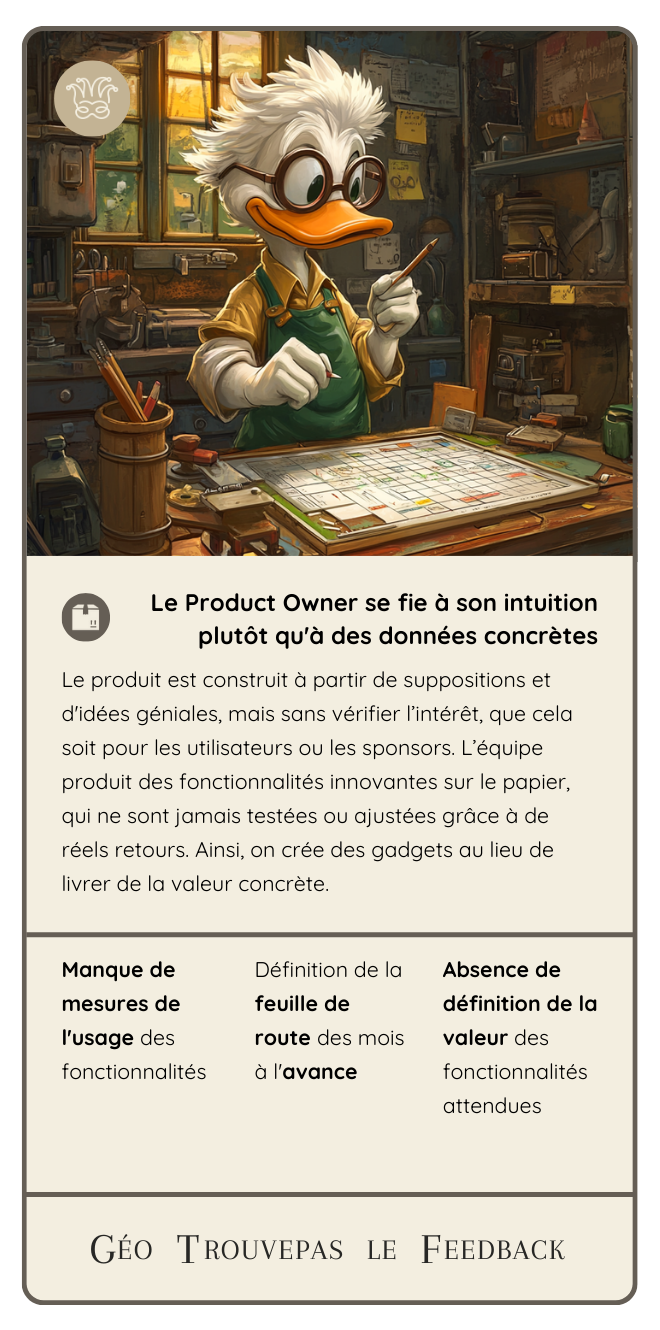 Le Product Owner se fie à son intuition
plutôt qu'à des données concrètes
Le produit est construit à partir de suppositions et
d'idées géniales, mais sans vérifier l’intérêt, que cela
soit pour les utilisateurs ou les sponsors. L’équipe
produit des fonctionnalités innovantes sur le papier,
qui ne sont jamais testées ou ajustées grâce à de
réels retours. Ainsi, on crée des gadgets au lieu de
livrer de la valeur concrète.
Manque de
mesures de
l'usage des
fonctionnalités
Définition de la
feuille de
route des mois
à l'avance
Absence de
définition de la
valeur des
fonctionnalités
attendues
Géo Trouvepas le Feedback